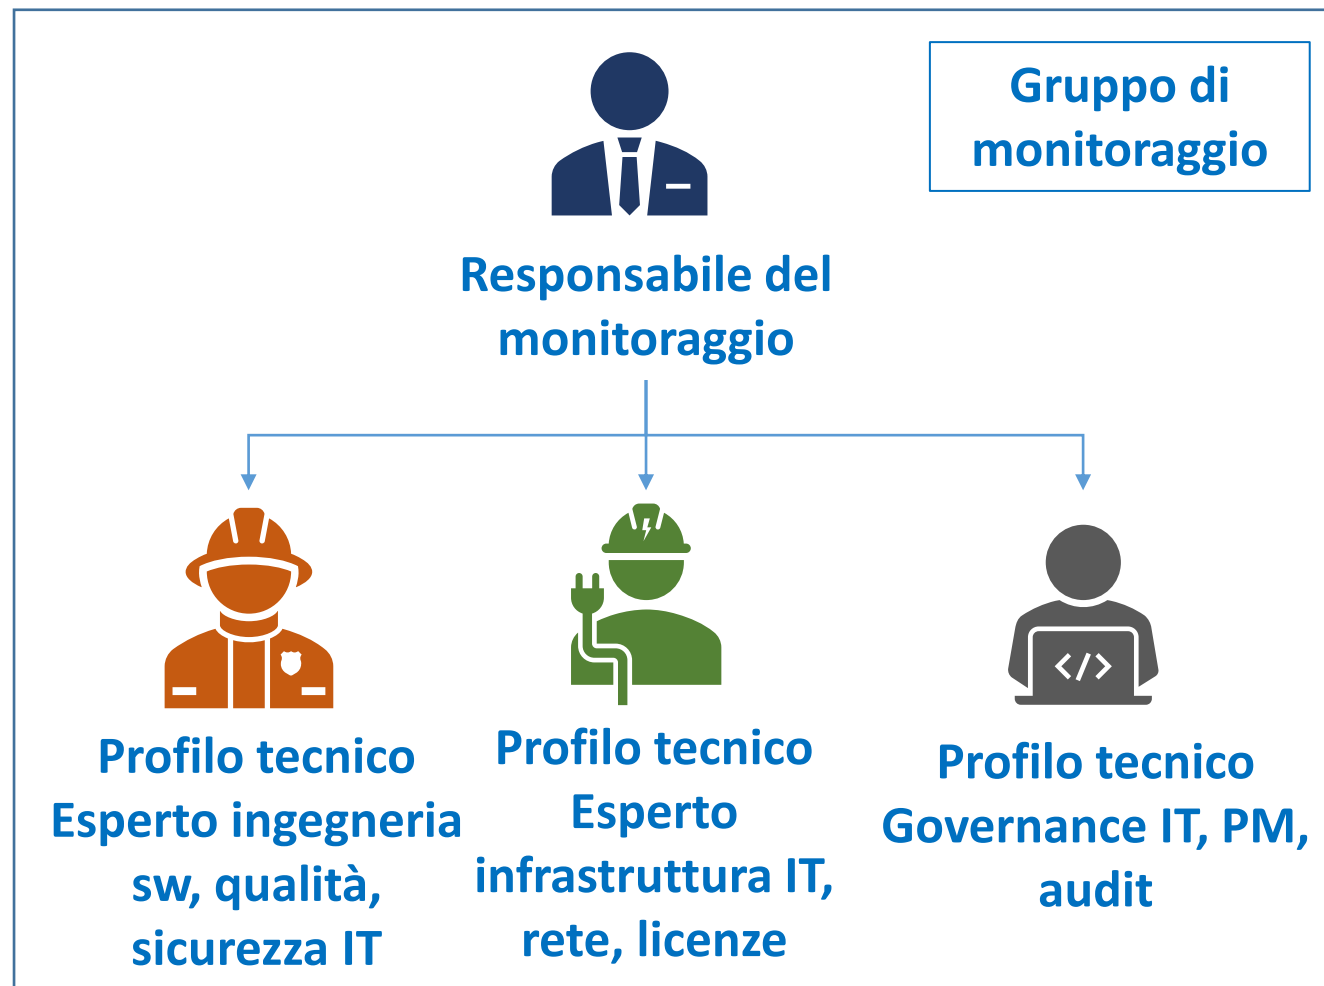 Gruppo di
monitoraggio
Responsabile del
monitoraggio
Profilo tecnico
Esperto ingegneria
sw, qualità,
sicurezza IT
Profilo tecnico
Esperto
infrastruttura IT,
rete, licenze
Profilo tecnico
Governance IT, PM,
audit